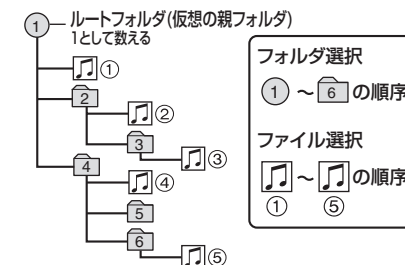 1 ルートフォルダ(仮想の親フォルダ)
1として数える
①
2
②
3
③
4
④
5
6
⑤
フォルダ選択
1 ～ 6 の順序
ファイル選択
～ の順序
① ⑤